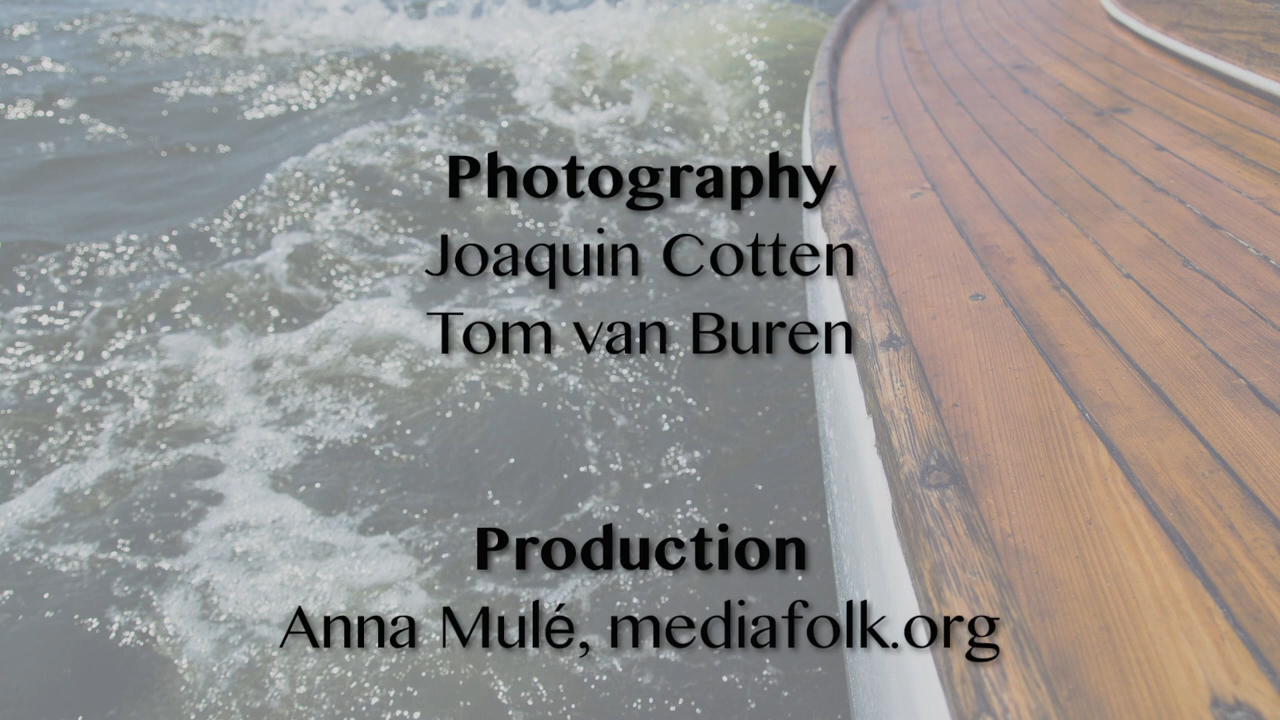 Photography
Joaquin Cotten
Tom van Buren
Production
Anna Mulé, mediafolk.org